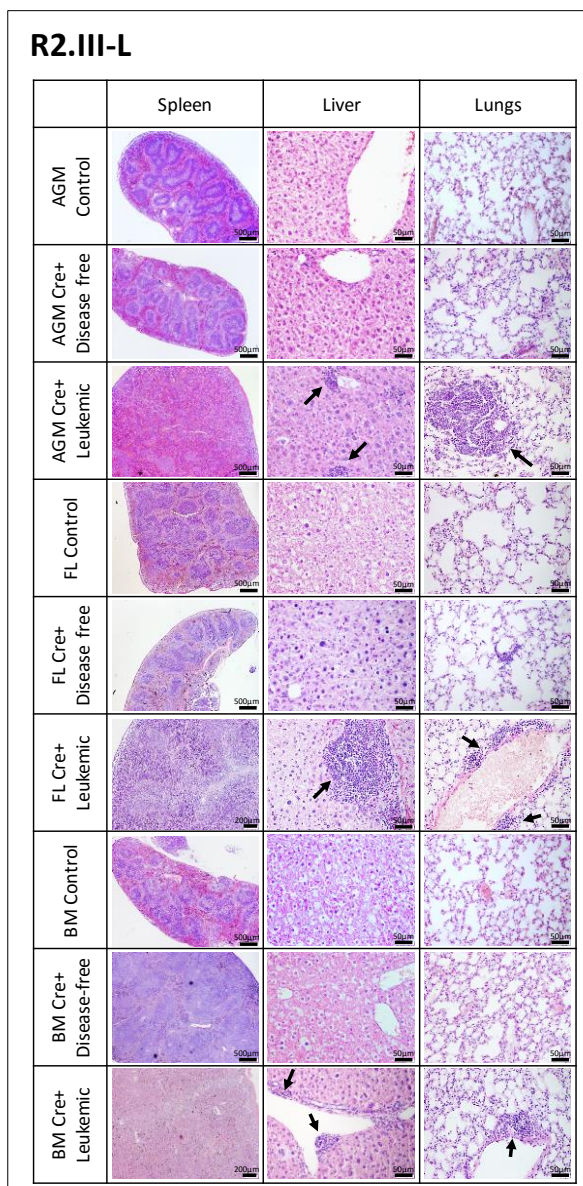 R2.III-L
Spleen Liver Lungs
AGM
Control
500µm 50µm 50µm
AGM Cre+
Disease free
500µm 50µm 50µm
AGM Cre+
Leukemic
500µm 50µm 50µm
FL Control
500µm 50µm 50µm
FL Cre+
Disease free
500µm 50µm 50µm
FL Cre+
Leukemic
200µm 50µm 50µm
BM Control
500µm 50µm 50µm
BM Cre+
Disease-free
500µm 50µm 50µm
BM Cre+
Leukemic
200µm 50µm 50µm